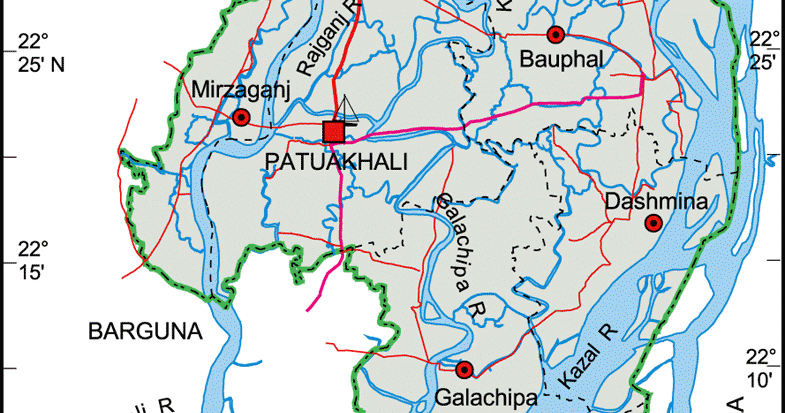 22°
25' N
Rajganj R
K
Bauphal
22°
25'
Mirzaganj
PATUAKHALI
Dashmina
Galachipa R
22°
15'
BARGUNA
Kazal R
22°
10'
Galachipa
R
A